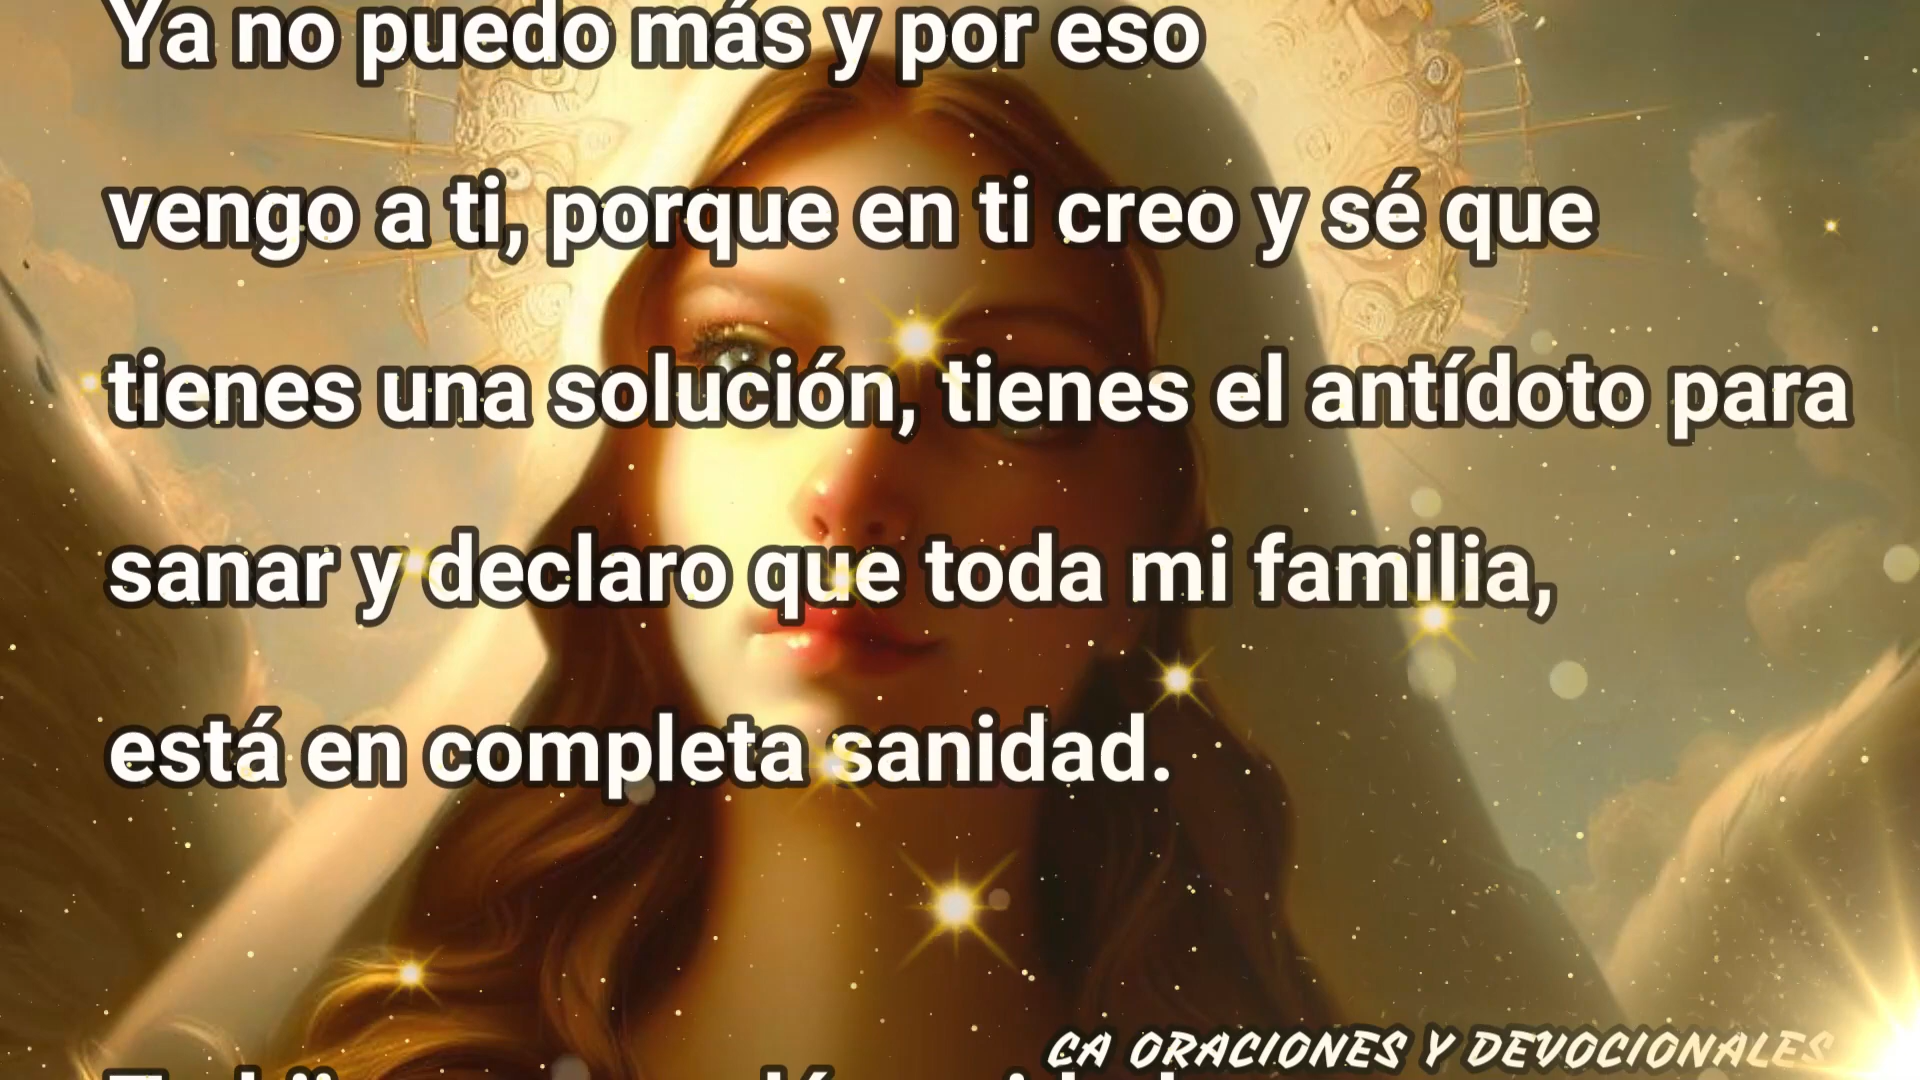 Ya no puedo más y por eso
vengo a ti, porque en ti creo y sé que
tienes una solución, tienes el antídoto para
sanar y declaro que toda mi familia,
está en completa sanidad.
CA ORACIONES Y DEVOCIONALES